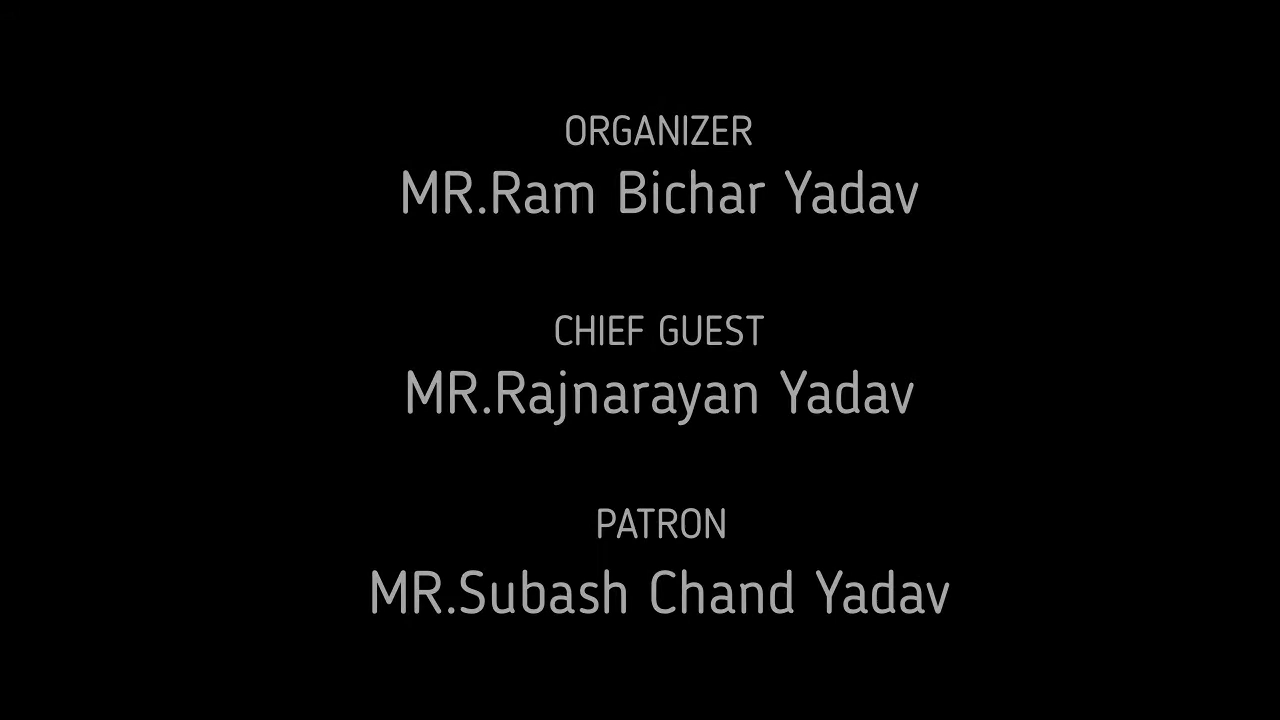 ORGANIZER
MR.Ram Bichar Yadav
CHIEF GUEST
MR.Rajnarayan Yadav
PATRON
MR.Subash Chand Yadav